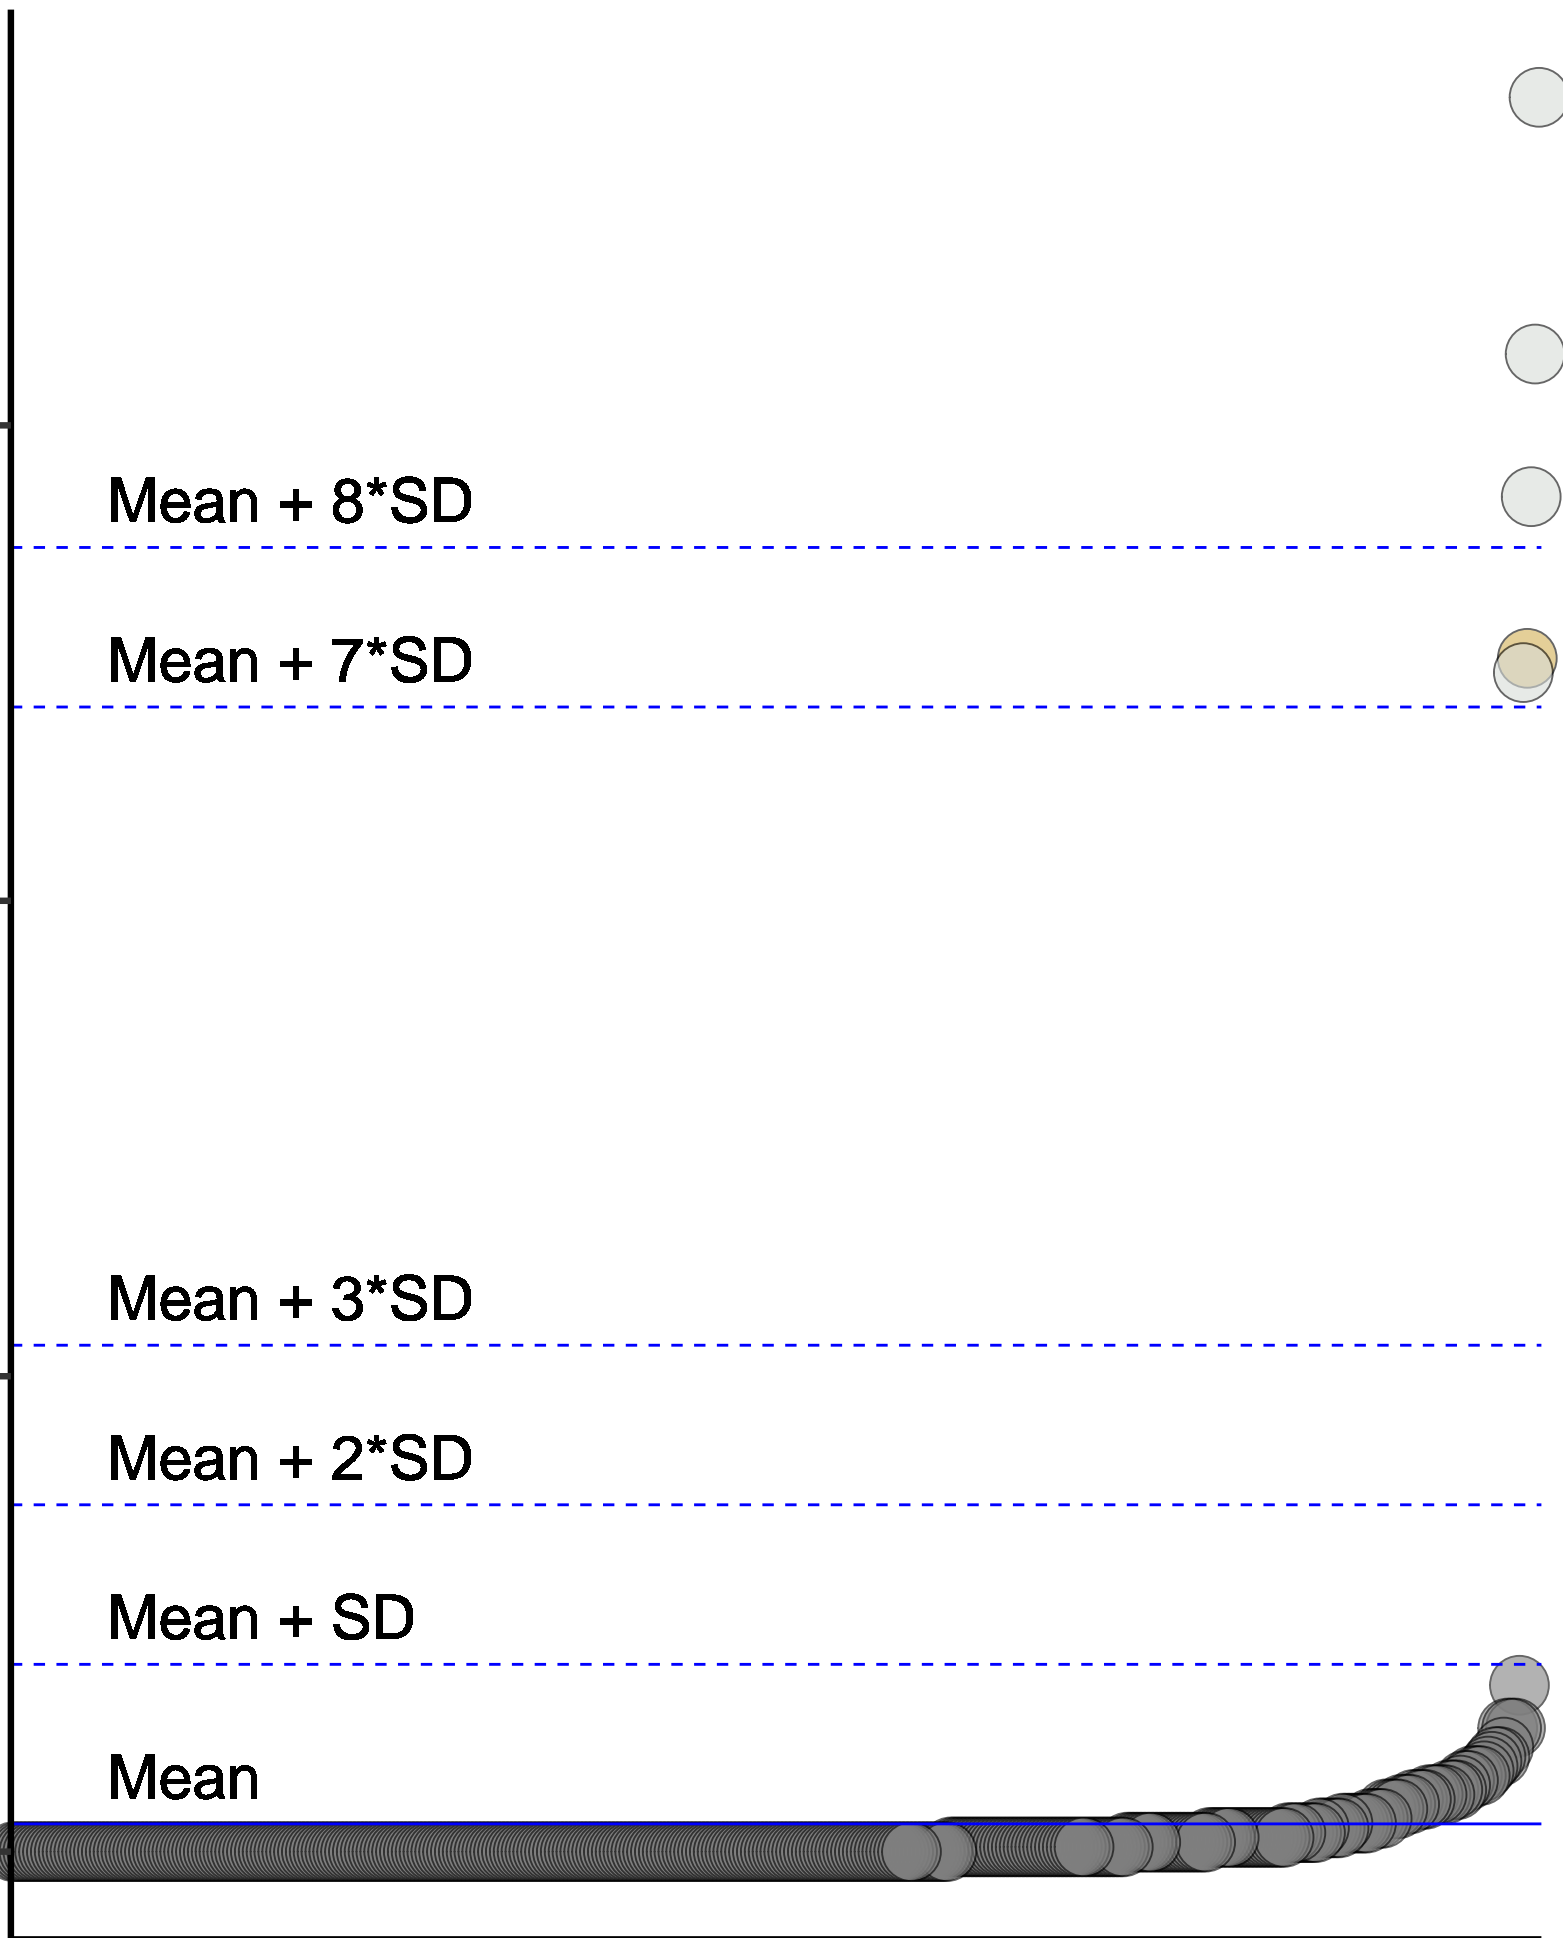 Mean + 8*SD
Mean + 7*SD
Mean + 3*SD
Mean + 2*SD
Mean + SD
Mean